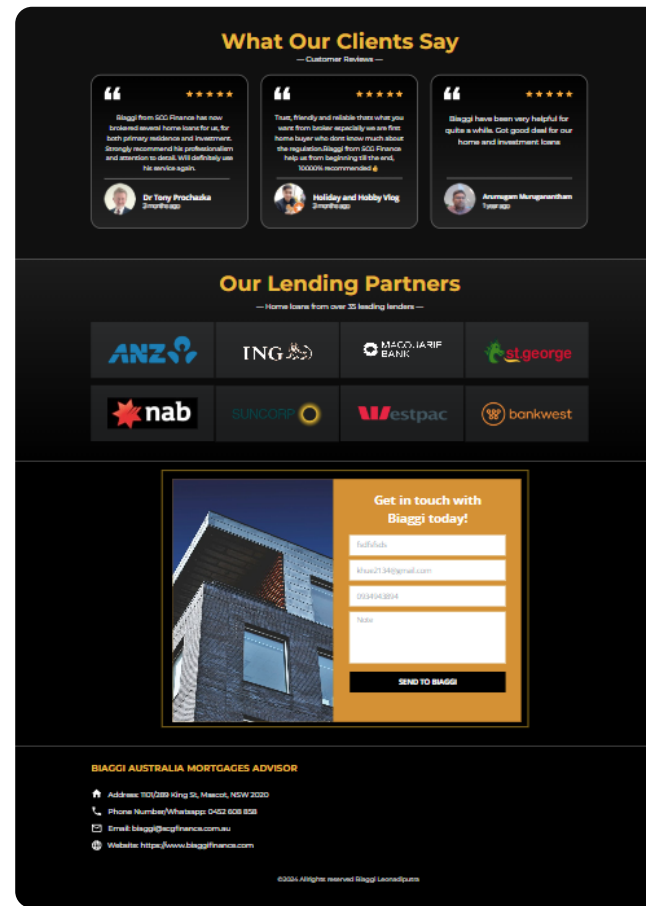 What Our Clients Say
— Customer Reviews —
Biaggi from SCG Finance has now
brokered several home loans for us, for
both primary residence and investment.
Strongly recommend his professionalism
and attention to detail. Will definitely use
his service again.
Dr Tony Prochazka
3 months ago
Trust, friendly and reliable thats what you
want from broker especially we are first
home buyer who dont know much about
the regulation.Biaggi from SCG Finance
help us from beginning till the end,
10000% recommended
Holiday and Hobby Vlog
3 months ago
Biaggi have been very helpful for
quite a while. Got good deal for our
home and investment loans
Arumugam Muruganantham
1 year ago
Our Lending Partners
— Home loans from over 35 leading lenders —
ANZ
ING
MACQUARIE
BANK
st.george
nab
SUNCORP
Westpac
bankwest
Get in touch with
Biaggi today!
khue2134@gmail.com
0934943894
Note
SEND TO BIAGGI
BIAGGI AUSTRALIA MORTGAGES ADVISOR
Address: 1101/289 King St, Mascot, NSW 2020
Phone Number/Whatsapp: 0452 608 858
Email: biaggi@scgfinance.com.au
Website: https://www.biaggifinance.com
©2024 Allrights reserved Biaggi Leonadiputra